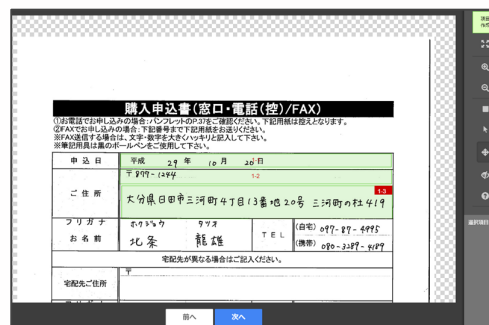 購入申込書(窓口・電話(控)/FAX)
①お電話でお申し込みの場合:パンフレットのP.37をご確認ください。下記用紙は控えとなります。
②FAXでお申し込みの場合:下記番号まで下記用紙をお送りください。
※FAX送信する場合は、文字・数字を大きくハッキリと記入して下さい。
※筆記用具は黒のボールペンをご使用して下さい。
申込日 平成 29 年 10 月 20 日
〒877-1244 1-2
1-3
ご住所 大分県日田市三河町4丁目13番地20号 三河町の杜419
フリガナ ホウジョウ タツオ
お名前 北条 龍雄
TEL (自宅) 097-87-4995
(携帯) 080-3289-4189
宅配先が異なる場合はご記入ください。
〒
宅配先ご住所
前へ 次へ
選択項目